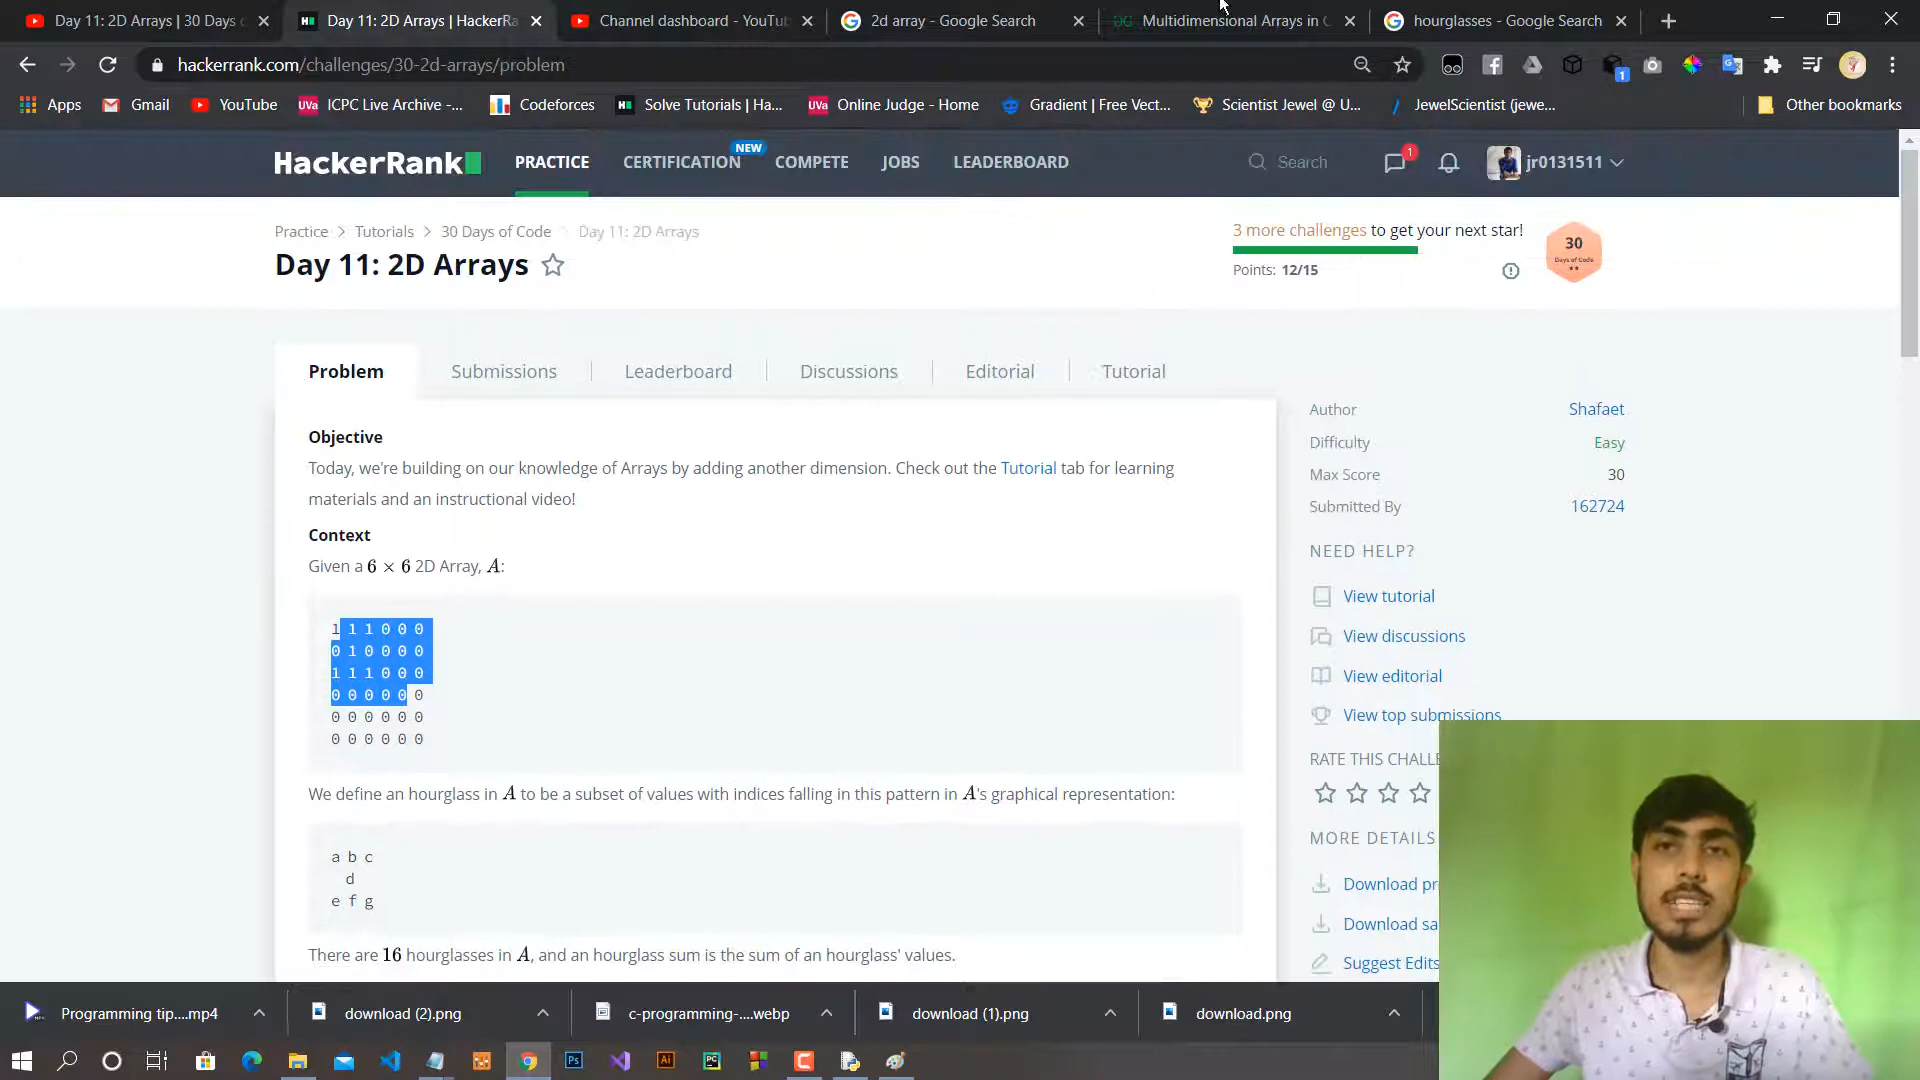 Day 11: 2D Arrays | 30 Days o
Day 11: 2D Arrays | HackerRa
Channel dashboard - YouTu
2d array - Google Search
Multidimensional Arrays in C
hourglasses - Google Search
hackerrank.com/challenges/30-2d-arrays/problem
1
Apps
Gmail
YouTube
ICPC Live Archive -...
Codeforces
Solve Tutorials | Ha...
Online Judge - Home
Gradient | Free Vect...
Scientist Jewel @ U...
JewelScientist (jewe...
Other bookmarks
HackerRank
PRACTICE
CERTIFICATION
NEW
COMPETE
JOBS
LEADERBOARD
Search
1
jr0131511
Practice > Tutorials > 30 Days of Code > Day 11: 2D Arrays
Day 11: 2D Arrays
3 more challenges to get your next star!
Points: 12/15
30
Days of Code
Problem
Submissions
Leaderboard
Discussions
Editorial
Tutorial
Objective
Today, we're building on our knowledge of Arrays by adding another dimension. Check out the Tutorial tab for learning
materials and an instructional video!
Context
Given a 6 × 6 2D Array, A:
1 1 1 0 0 0
0 1 0 0 0 0
1 1 1 0 0 0
0 0 0 0 0 0
0 0 0 0 0 0
0 0 0 0 0 0
We define an hourglass in A to be a subset of values with indices falling in this pattern in A's graphical representation:
a b c
d
e f g
There are 16 hourglasses in A, and an hourglass sum is the sum of an hourglass' values.
Author Shafaet
Difficulty Easy
Max Score 30
Submitted By 162724
NEED HELP?
View tutorial
View discussions
View editorial
View top submissions
RATE THIS CHALLE
MORE DETAILS
Download pr
Download sa
Suggest Edits
Programming tip....mp4
download (2).png
c-programming-....webp
download (1).png
download.png